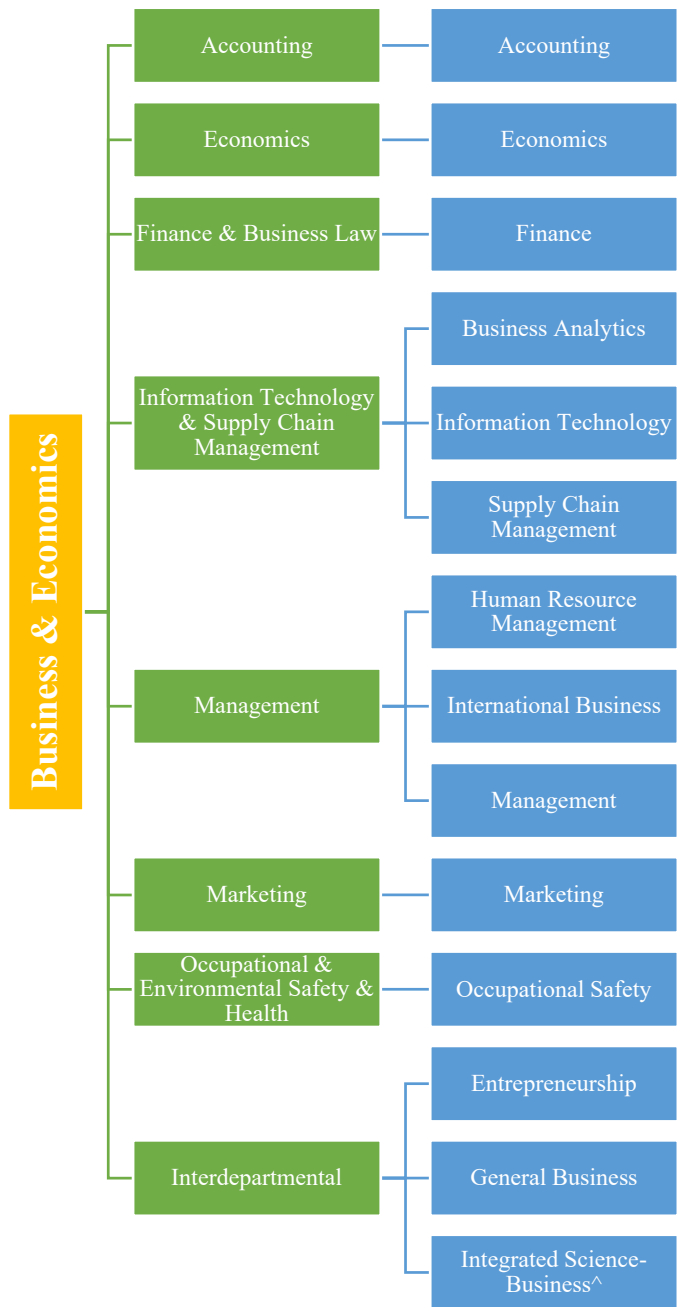 Business & Economics
Accounting
Accounting
Economics
Economics
Finance & Business Law
Finance
Information Technology
& Supply Chain
Management
Business Analytics
Information Technology
Supply Chain
Management
Management
Human Resource
Management
International Business
Management
Marketing
Marketing
Occupational &
Environmental Safety &
Health
Occupational Safety
Interdepartmental
Entrepreneurship
General Business
Integrated Science-
Business^